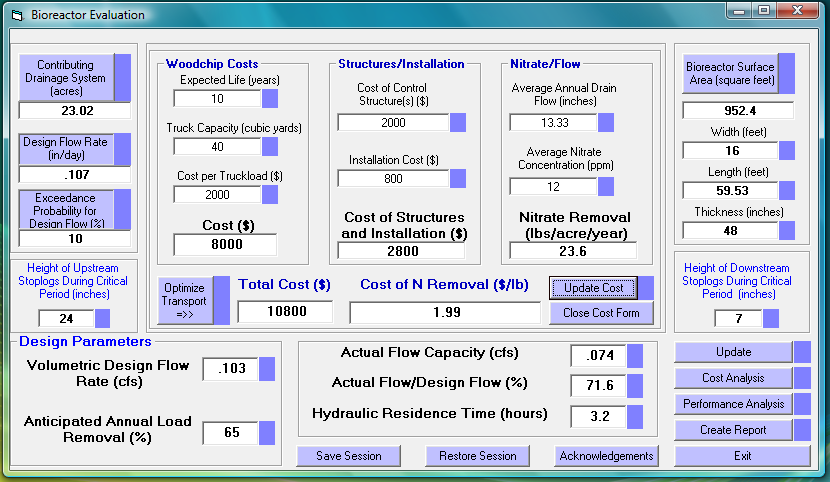 Bioreactor Evaluation
Contributing
Drainage System
(acres)
23.02
Design Flow Rate
(in/day)
.107
Exceedance
Probability for
Design Flow (%)
10
Height of Upstream
Stoplogs During Critical
Period (inches)
24
Woodchip Costs
Expected Life (years)
10
Truck Capacity (cubic yards)
40
Cost per Truckload ($)
2000
Cost ($)
8000
Structures/Installation
Cost of Control
Structure(s) ($)
2000
Installation Cost ($)
800
Cost of Structures
and Installation ($)
2800
Nitrate/Flow
Average Annual Drain
Flow (inches)
13.33
Average Nitrate
Concentration (ppm)
12
Nitrate Removal
(lbs/acre/year)
23.6
Optimize
Transport
=>>
Total Cost ($)
10800
Cost of N Removal ($/lb)
1.99
Update Cost
Close Cost Form
Bioreactor Surface
Area (square feet)
952.4
Width (feet)
16
Length (feet)
59.53
Thickness (inches)
48
Height of Downstream
Stoplogs During Critical
Period (inches)
7
Design Parameters
Volumetric Design Flow
Rate (cfs)
.103
Anticipated Annual Load
Removal (%)
65
Actual Flow Capacity (cfs)
.074
Actual Flow/Design Flow (%)
71.6
Hydraulic Residence Time (hours)
3.2
Update
Cost Analysis
Performance Analysis
Create Report
Save Session
Restore Session
Acknowledgements
Exit